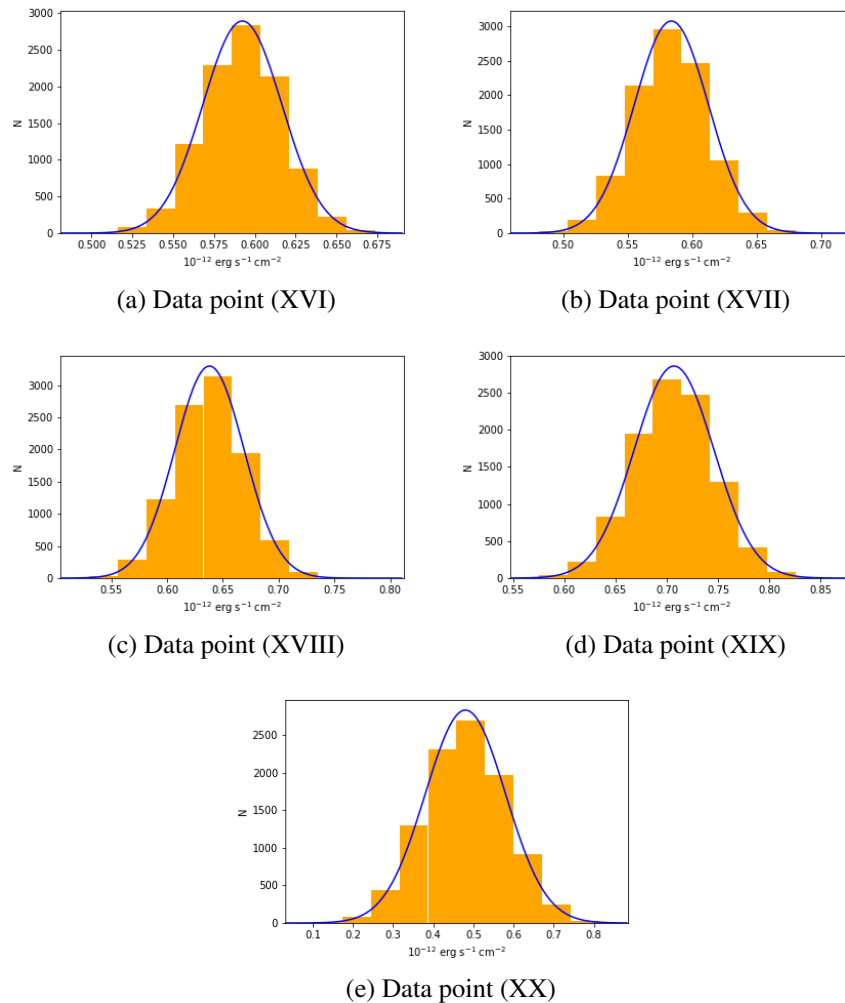 3000
2500
2000
1500
1000
500
0
N
0.500 0.525 0.550 0.575 0.600 0.625 0.650 0.675
10⁻¹² erg s⁻¹ cm⁻²
(a) Data point (XVI)
3000
2500
2000
1500
1000
500
0
N
0.50 0.55 0.60 0.65 0.70
10⁻¹² erg s⁻¹ cm⁻²
(b) Data point (XVII)
3000
2500
2000
1500
1000
500
0
N
0.55 0.60 0.65 0.70 0.75 0.80
10⁻¹² erg s⁻¹ cm⁻²
(c) Data point (XVIII)
3000
2500
2000
1500
1000
500
0
N
0.55 0.60 0.65 0.70 0.75 0.80 0.85
10⁻¹² erg s⁻¹ cm⁻²
(d) Data point (XIX)
2500
2000
1500
1000
500
0
N
0.1 0.2 0.3 0.4 0.5 0.6 0.7 0.8
10⁻¹² erg s⁻¹ cm⁻²
(e) Data point (XX)